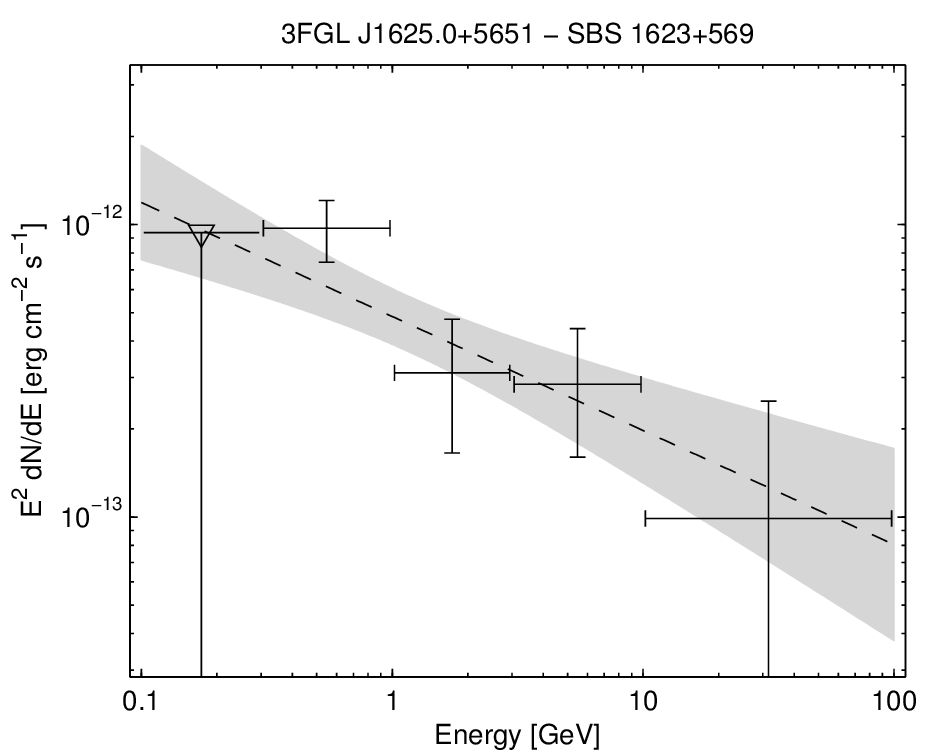 3FGL J1625.0+5651 − SBS 1623+569
E² dN/dE [erg cm⁻² s⁻¹]
10⁻¹²
10⁻¹³
0.1 1 10 100
Energy [GeV]